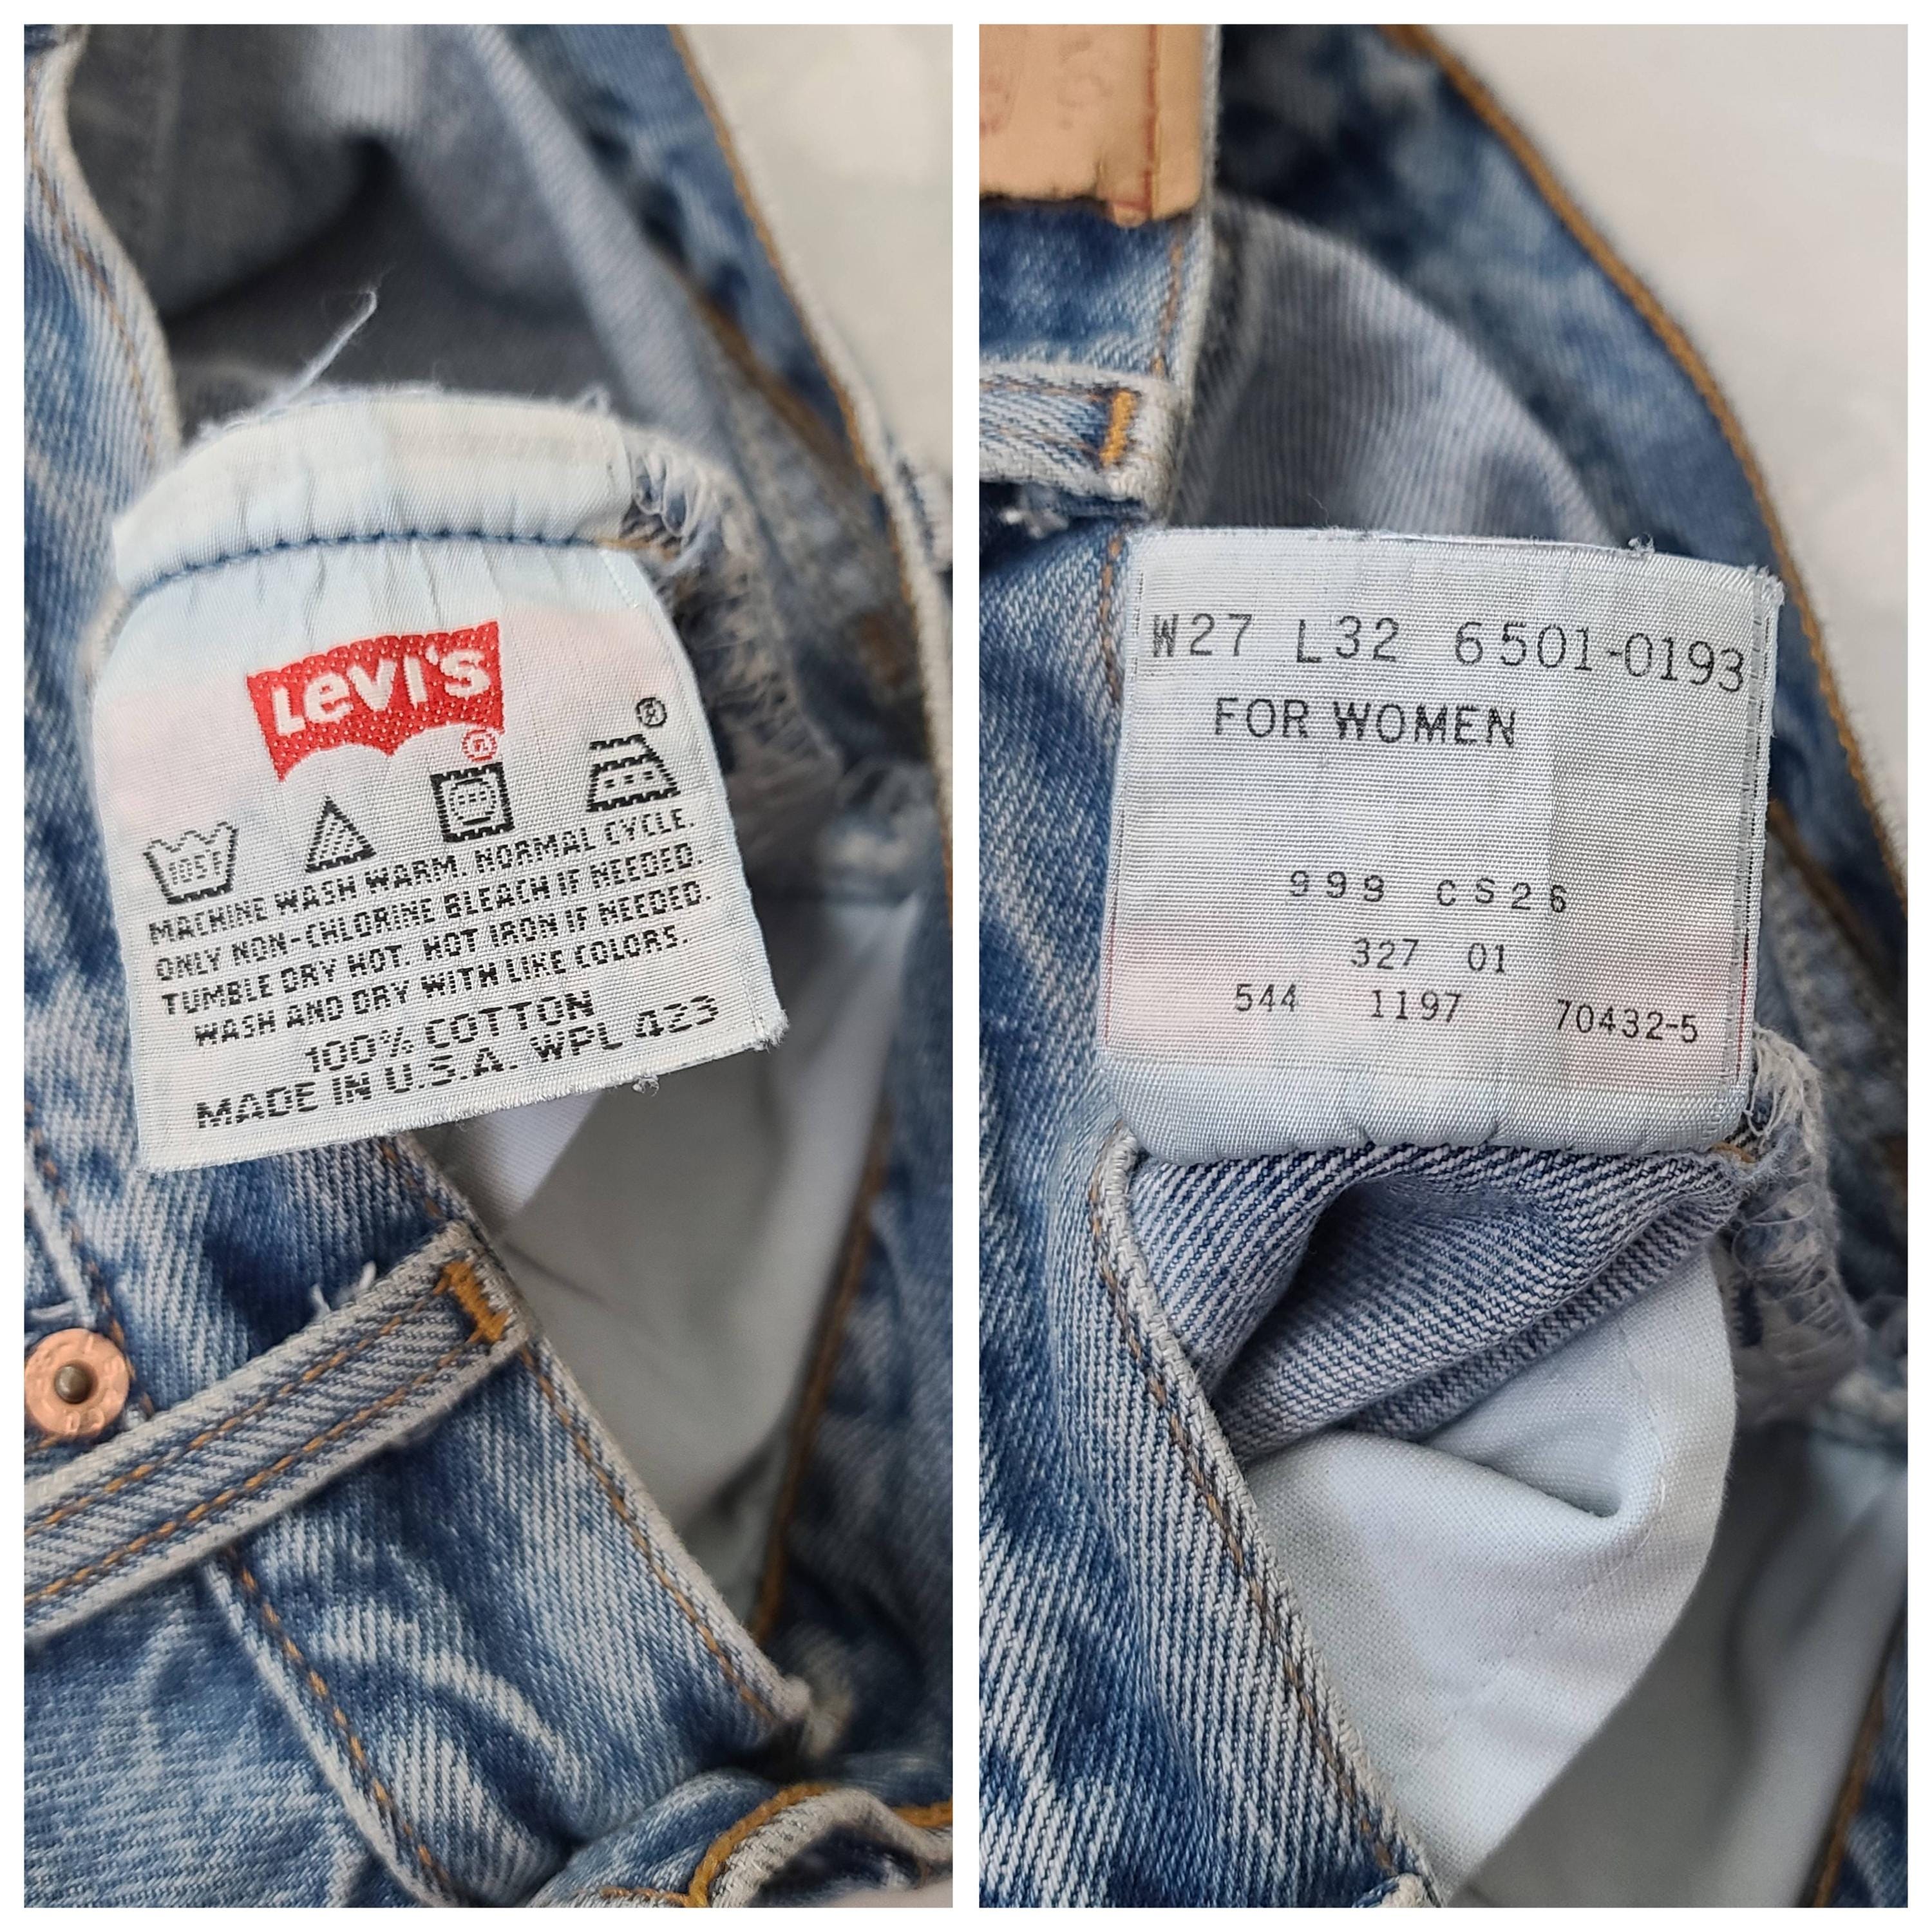 Levi's
®
®
105F
MACHINE WASH WARM. NORMAL CYCLE.
ONLY NON-CHLORINE BLEACH IF NEEDED.
TUMBLE DRY HOT. HOT IRON IF NEEDED.
WASH AND DRY WITH LIKE COLORS.
100% COTTON
MADE IN U.S.A. WPL 423
W27 L32 6501-0193
FOR WOMEN
999 CS26
327 01
544 1197 70432-5